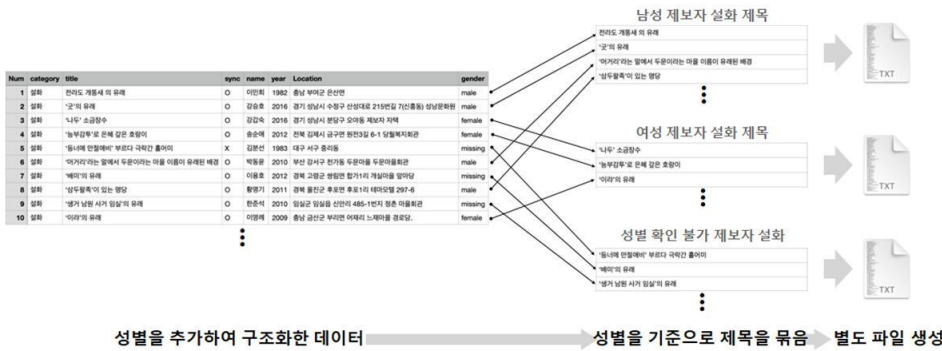 남성 제보자 설화 제목
전라도 개똥새 의 유래
'굿'의 유래
'머거리'라는 말에서 두문이라는 마을 이름이 유래된 배경
'삼두팔족'이 있는 명당
TXT
Num category title sync name year Location gender
1 설화 전라도 개똥새 의 유래 O 이민희 1982 충남 부여군 은산면 male
2 설화 '굿'의 유래 O 강승호 2016 경기 성남시 수정구 산성대로 215번길 7(신흥동) 성남문화원 male
3 설화 '나두' 소금장수 O 강갑숙 2016 경기 성남시 분당구 오야동 제보자 자택 female
4 설화 '능부감투'로 은혜 갚은 호랑이 O 송순애 2012 전북 김제시 금구면 원전3길 6-1 당월복지회관 female
5 설화 '둥너메 만첩에비' 부르다 극락간 홀어미 X 김분선 1983 대구 서구 중리동 missing
6 설화 '머거리'라는 말에서 두문이라는 마을 이름이 유래된 배경 O 박동운 2010 부산 강서구 천가동 두문마을 두문마을회관 male
7 설화 '배미'의 유래 O 이용호 2012 경북 고령군 쌍림면 합가1리 개실마을 앞마당 missing
8 설화 '삼두팔족'이 있는 명당 O 황명기 2011 경북 울진군 후포면 후포1리 테마모텔 297-6 male
9 설화 '생거 남원 사거 임실'의 유래 O 한준석 2010 임실군 임실읍 신안리 485-1번지 정촌 마을회관 missing
10 설화 '이라'의 유래 O 이영례 2009 충남 금산군 부리면 어재리 느재마을 경로당. female
여성 제보자 설화 제목
'나두' 소금장수
'능부감투'로 은혜 갚은 호랑이
'이라'의 유래
TXT
성별 확인 불가 제보자 설화
'둥너메 만첩에비' 부르다 극락간 홀어미
'배미'의 유래
'생거 남원 사거 임실'의 유래
TXT
성별을 추가하여 구조화한 데이터 성별을 기준으로 제목을 묶음 별도 파일 생성